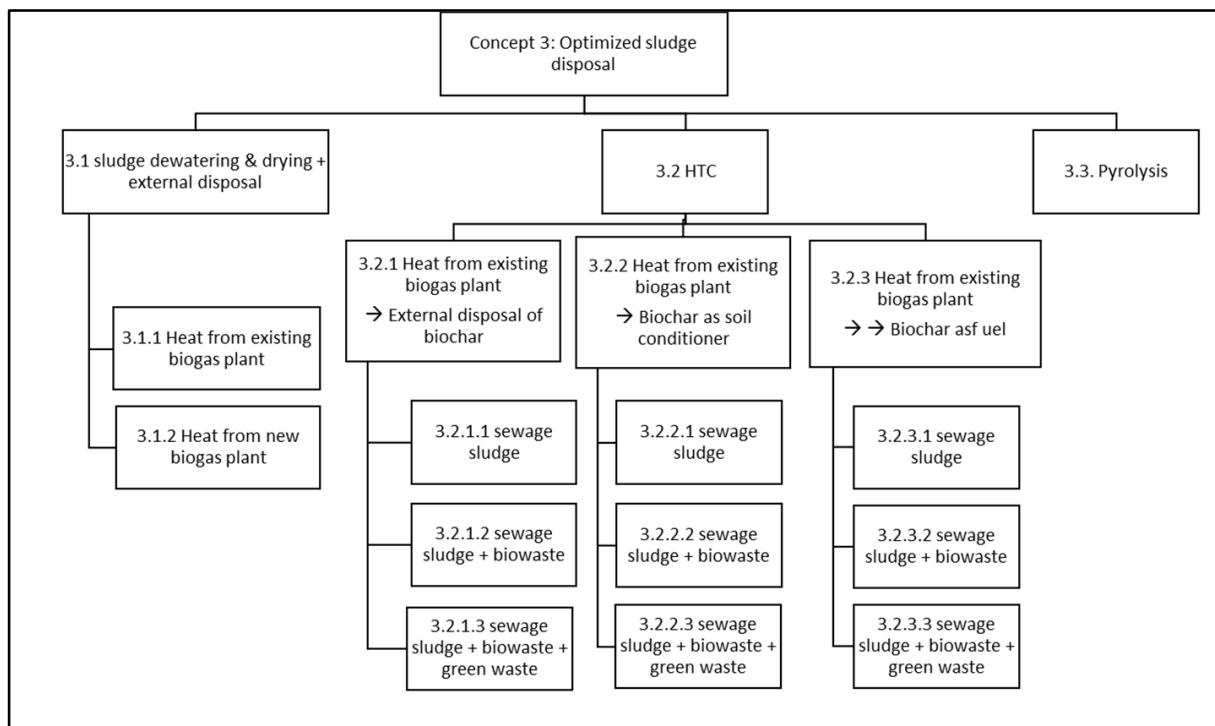 Concept 3: Optimized sludge
disposal
3.1 sludge dewatering & drying +
external disposal
3.2 HTC
3.3. Pyrolysis
3.1.1 Heat from existing
biogas plant
3.1.2 Heat from new
biogas plant
3.2.1 Heat from existing
biogas plant
→ External disposal of
biochar
3.2.1.1 sewage
sludge
3.2.1.2 sewage
sludge + biowaste
3.2.1.3 sewage
sludge + biowaste +
green waste
3.2.2 Heat from existing
biogas plant
→ Biochar as soil
conditioner
3.2.2.1 sewage
sludge
3.2.2.2 sewage
sludge + biowaste
3.2.2.3 sewage
sludge + biowaste +
green waste
3.2.3 Heat from existing
biogas plant
→ → Biochar asf uel
3.2.3.1 sewage
sludge
3.2.3.2 sewage
sludge + biowaste
3.2.3.3 sewage
sludge + biowaste +
green waste